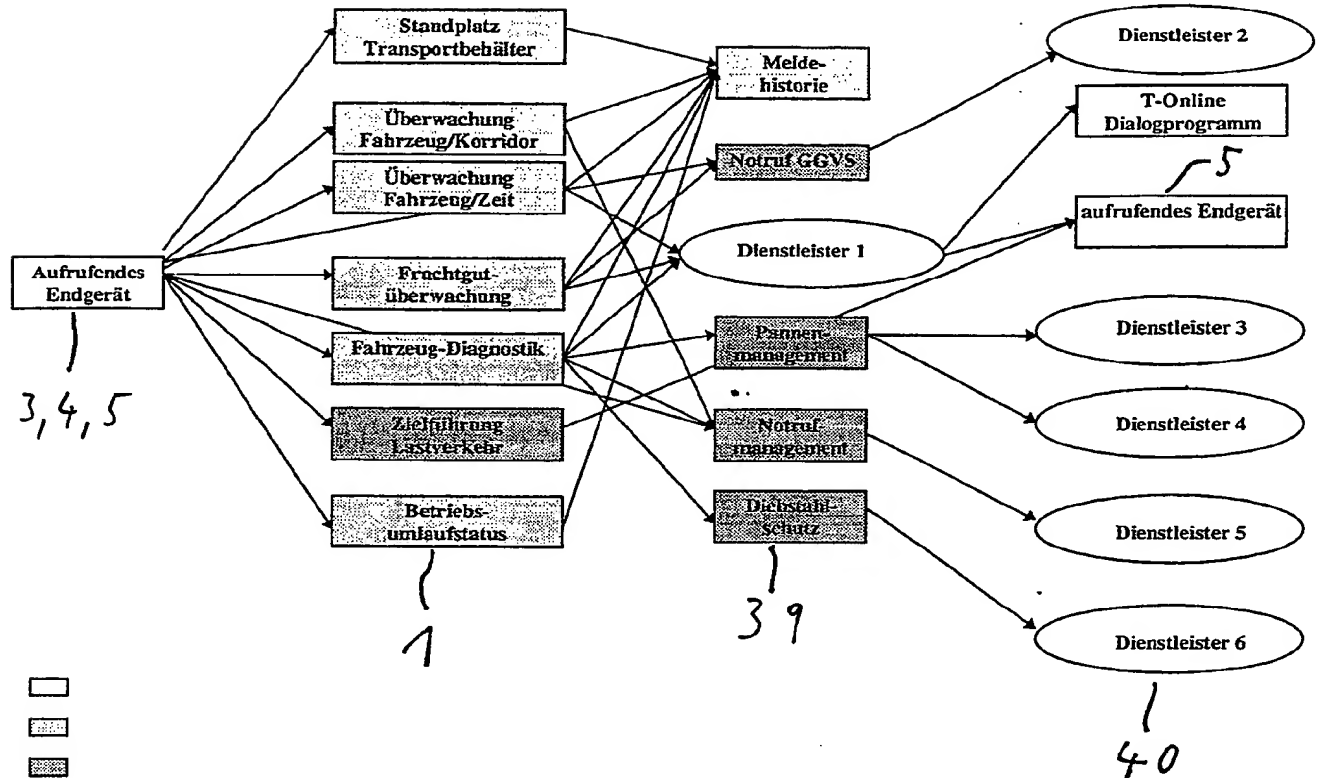 Standplatz
Transportbehälter
Überwachung
Fahrzeug/Korridor
Überwachung
Fahrzeug/Zeit
Aufrufendes
Endgerät
3, 4, 5
Frachtgut-
überwachung
Fahrzeug-Diagnostik
Zielführung
Lastverkehr
Betriebs-
umlaufstatus
1
Melde-
historie
Notruf GGVS
Dienstleister 1
Pannen-
management
Notruf-
management
Diebstahl-
schutz
39
Dienstleister 2
T-Online
Dialogprogramm
5
aufrufendes Endgerät
Dienstleister 3
Dienstleister 4
Dienstleister 5
Dienstleister 6
40